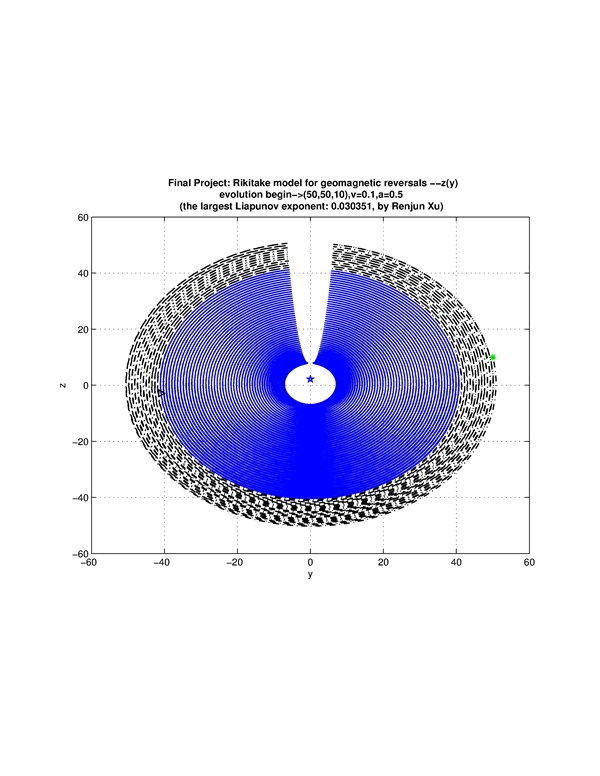 Final Project: Rikitake model for geomagnetic reversals −−z(y)
evolution begin−>(50,50,10),v=0.1,a=0.5
(the largest Liapunov exponent: 0.030351, by Renjun Xu)
60
40
20
0
−20
−40
−60
z
−60
−40
−20
0
20
40
60
y